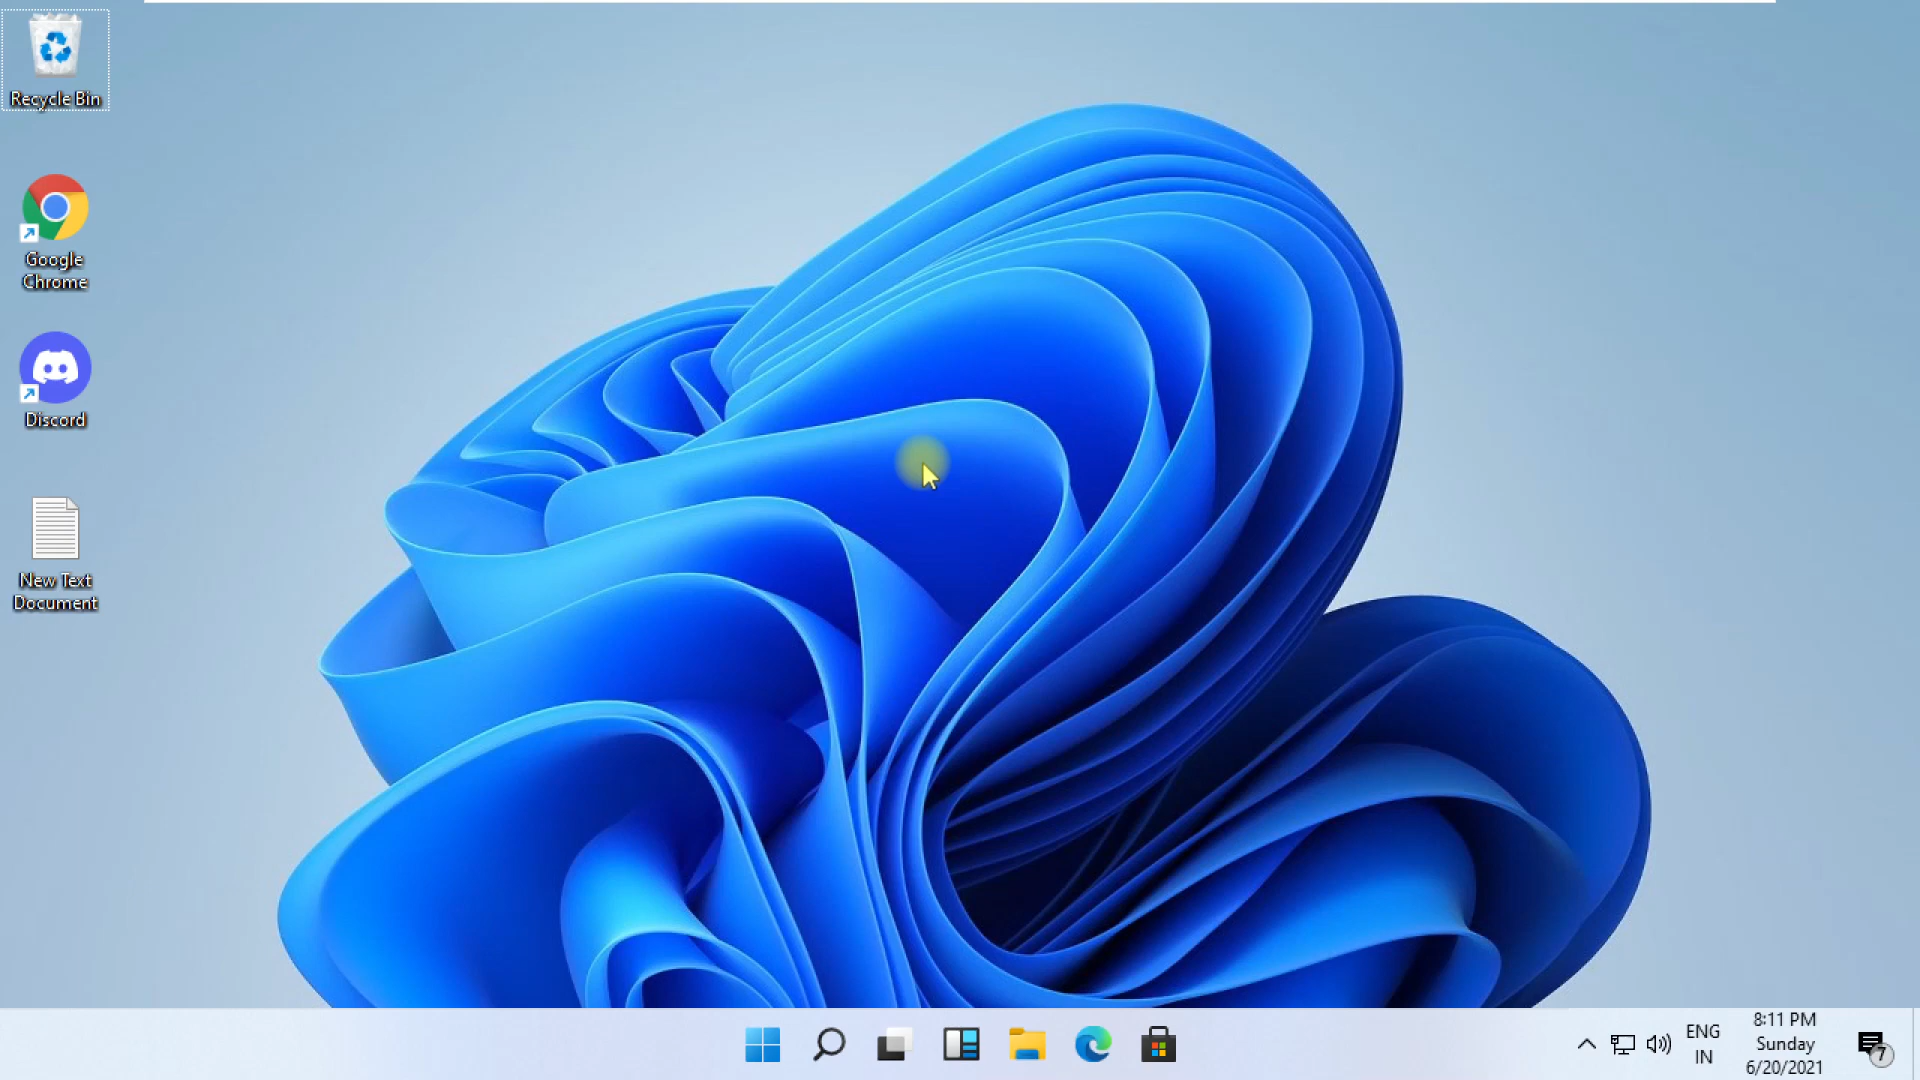 Recycle Bin
Google
Chrome
Discord
New Text
Document
ENG
IN
8:11 PM
Sunday
6/20/2021
7